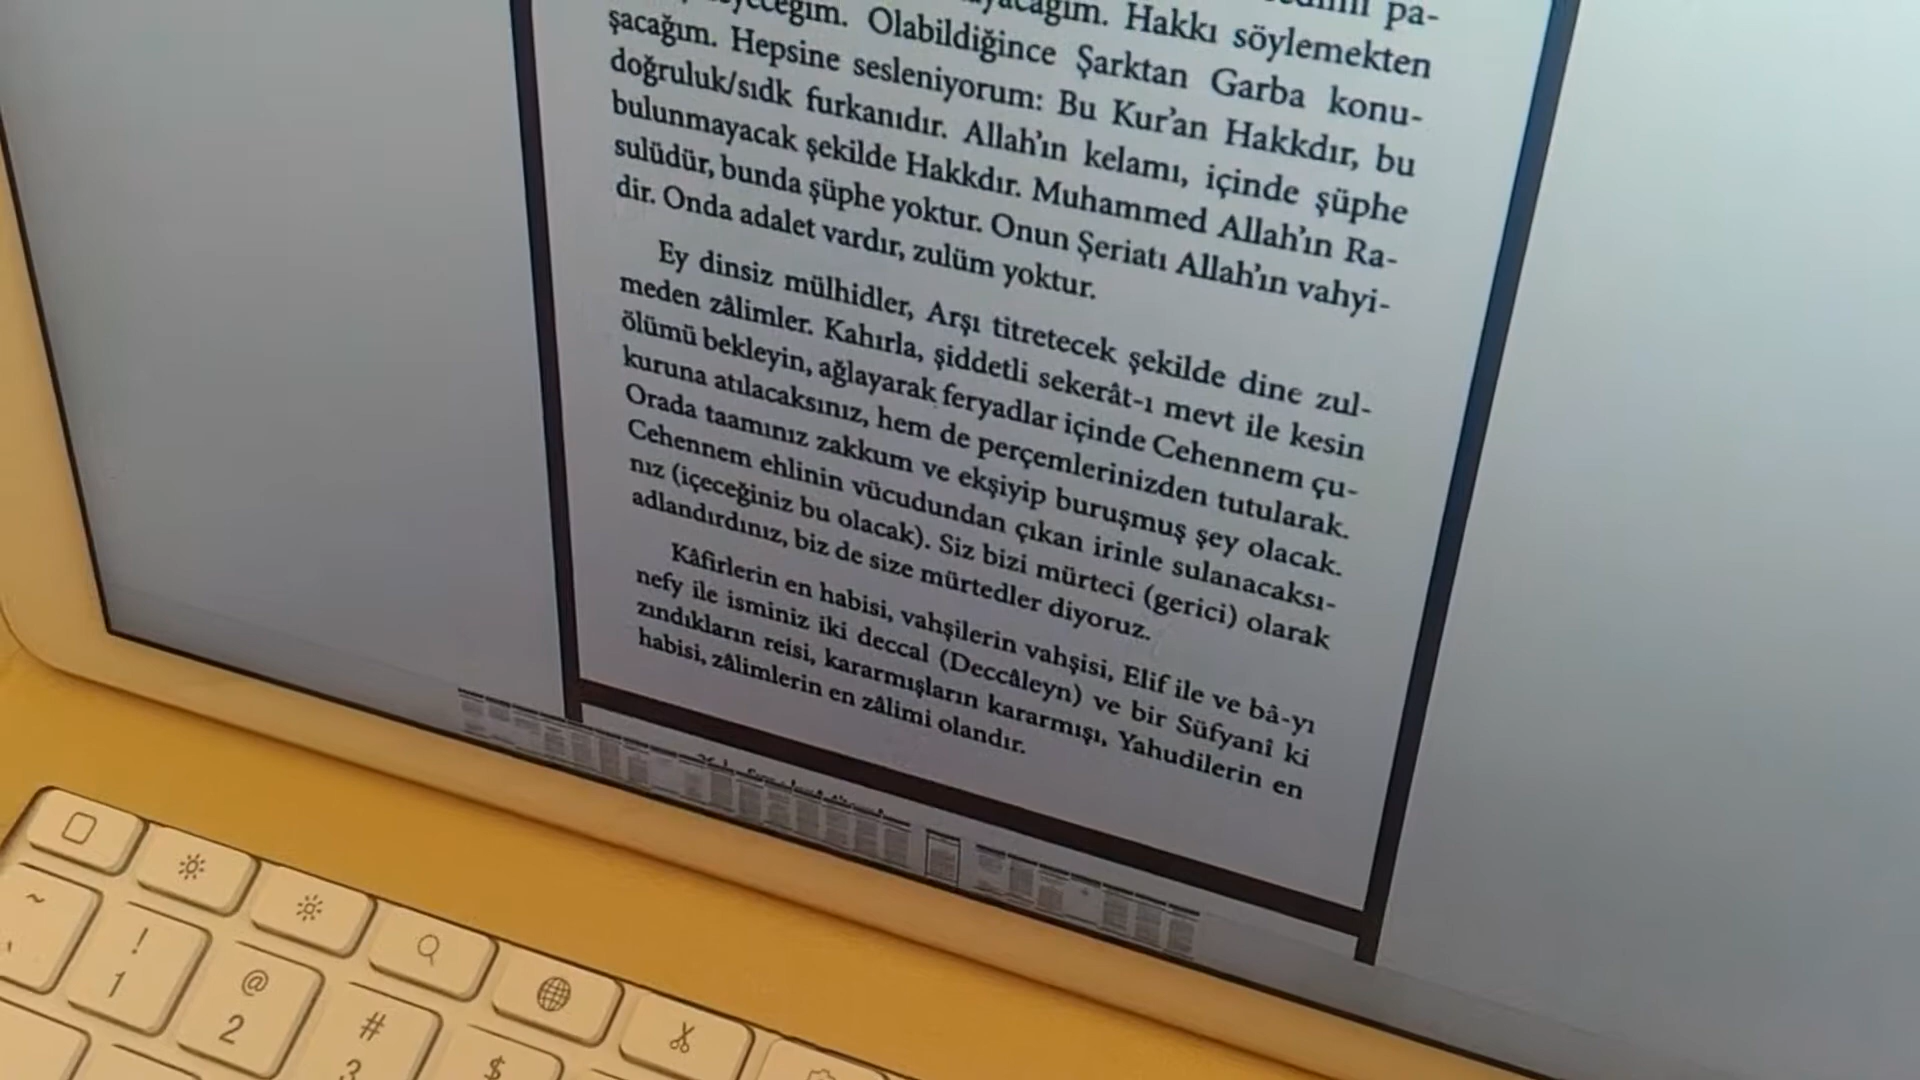 pa-
Hakkı söylemekten
Olabildiğince Şarktan Garba konu-
şacağım. Hepsine sesleniyorum: Bu Kur’an Hakkdır, bu
doğruluk/sıdk furkanıdır. Allah’ın kelamı, içinde şüphe
bulunmayacak şekilde Hakkdır. Muhammed Allah’ın Ra-
sulüdür, bunda şüphe yoktur. Onun Şeriatı Allah’ın vahyi-
dir. Onda adalet vardır, zulüm yoktur.
Ey dinsiz mülhidler, Arşı titretecek şekilde dine zul-
meden zâlimler. Kahırla, şiddetli sekerât-ı mevt ile kesin
ölümü bekleyin, ağlayarak feryadlar içinde Cehennem çu-
kuruna atılacaksınız, hem de perçemlerinizden tutularak.
Orada taamınız zakkum ve ekşiyip buruşmuş şey olacak.
Cehennem ehlinin vücudundan çıkan irinle sulanacaksı-
nız (içeceğiniz bu olacak). Siz bizi mürteci (gerici) olarak
adlandırdınız, biz de size mürtedler diyoruz.
Kâfirlerin en habisi, vahşilerin vahşisi, Elif ile ve bâ-yı
nefy ile isminiz iki deccal (Deccâleyn) ve bir Süfyanî ki
zındıkların reisi, kararmışların kararmışı, Yahudilerin en
habisi, zâlimlerin en zâlimi olandır.
~
!
1
@
2
#
3
$